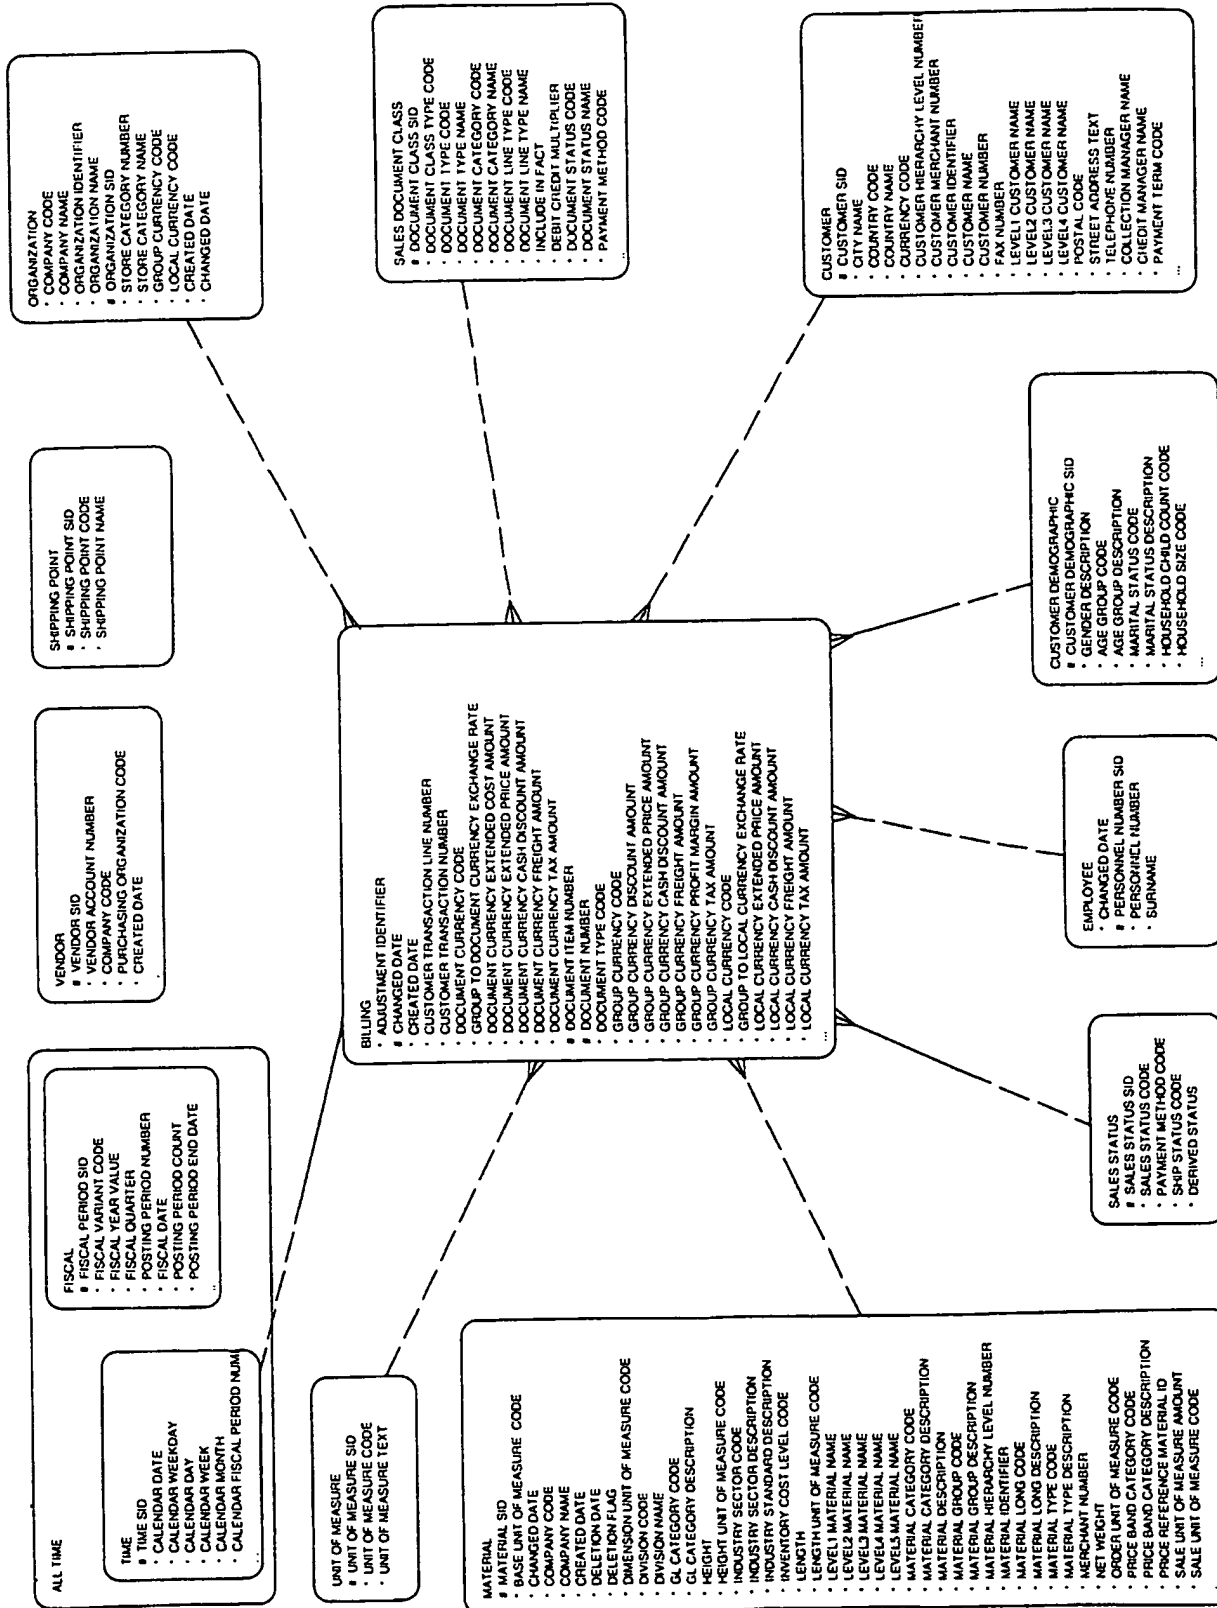 ALL TIME
TIME
# TIME SID
· CALENDAR DATE
· CALENDAR WEEKDAY
· CALENDAR DAY
· CALENDAR WEEK
· CALENDAR MONTH
· CALENDAR FISCAL PERIOD
...
FISCAL
# FISCAL PERIOD SID
· FISCAL VARIANT CODE
· FISCAL YEAR VALUE
· FISCAL QUARTER
· POSTING PERIOD NUMBER
· FISCAL DATE
· POSTING PERIOD COUNT
· POSTING PERIOD END DATE
...
VENDOR
# VENDOR SID
· VENDOR ACCOUNT NUMBER
· COMPANY CODE
· PURCHASING ORGANIZATION CODE
· CREATED DATE
SHIPPING POINT
# SHIPPING POINT SID
· SHIPPING POINT CODE
· SHIPPING POINT NAME
ORGANIZATION
· COMPANY CODE
· COMPANY NAME
· ORGANIZATION IDENTIFIER
· ORGANIZATION NAME
# ORGANIZATION SID
· STORE CATEGORY NUMBER
· STORE CATEGORY NAME
· GROUP CURRENCY CODE
· LOCAL CURRENCY CODE
· CREATED DATE
· CHANGED DATE
UNIT OF MEASURE
# UNIT OF MEASURE SID
· UNIT OF MEASURE CODE
· UNIT OF MEASURE TEXT
BILLING
· ADJUSTMENT IDENTIFIER
# CHANGED DATE
· CREATED DATE
· CUSTOMER TRANSACTION LINE NUMBER
· CUSTOMER TRANSACTION NUMBER
· DOCUMENT CURRENCY CODE
· GROUP TO DOCUMENT CURRENCY EXCHANGE RATE
· DOCUMENT CURRENCY EXTENDED COST AMOUNT
· DOCUMENT CURRENCY EXTENDED PRICE AMOUNT
· DOCUMENT CURRENCY CASH DISCOUNT AMOUNT
· DOCUMENT CURRENCY FREIGHT AMOUNT
· DOCUMENT CURRENCY TAX AMOUNT
# DOCUMENT ITEM NUMBER
# DOCUMENT NUMBER
· DOCUMENT TYPE CODE
· GROUP CURRENCY CODE
· GROUP CURRENCY DISCOUNT AMOUNT
· GROUP CURRENCY EXTENDED PRICE AMOUNT
· GROUP CURRENCY CASH DISCOUNT AMOUNT
· GROUP CURRENCY FREIGHT AMOUNT
· GROUP CURRENCY PROFIT MARGIN AMOUNT
· GROUP CURRENCY TAX AMOUNT
· LOCAL CURRENCY CODE
· GROUP TO LOCAL CURRENCY EXCHANGE RATE
· LOCAL CURRENCY EXTENDED PRICE AMOUNT
· LOCAL CURRENCY CASH DISCOUNT AMOUNT
· LOCAL CURRENCY FREIGHT AMOUNT
· LOCAL CURRENCY TAX AMOUNT
...
SALES DOCUMENT CLASS
# DOCUMENT CLASS SID
· DOCUMENT CLASS TYPE CODE
· DOCUMENT TYPE CODE
· DOCUMENT TYPE NAME
· DOCUMENT CATEGORY CODE
· DOCUMENT CATEGORY NAME
· DOCUMENT LINE TYPE CODE
· DOCUMENT LINE TYPE NAME
· INCLUDE IN FACT
· DEBIT CREDIT MULTIPLIER
· DOCUMENT STATUS CODE
· DOCUMENT STATUS NAME
· PAYMENT METHOD CODE
...
MATERIAL
# MATERIAL SID
· BASE UNIT OF MEASURE CODE
· CHANGED DATE
· COMPANY CODE
· COMPANY NAME
· CREATED DATE
· DELETION DATE
· DELETION FLAG
· DIMENSION UNIT OF MEASURE CODE
· DIVISION CODE
· DIVISION NAME
· GL CATEGORY CODE
· GL CATEGORY DESCRIPTION
· HEIGHT
· HEIGHT UNIT OF MEASURE CODE
· INDUSTRY SECTOR CODE
· INDUSTRY SECTOR DESCRIPTION
· INDUSTRY STANDARD DESCRIPTION
· INVENTORY COST LEVEL CODE
· LENGTH
· LENGTH UNIT OF MEASURE CODE
· LEVEL1 MATERIAL NAME
· LEVEL2 MATERIAL NAME
· LEVEL3 MATERIAL NAME
· LEVEL4 MATERIAL NAME
· LEVEL5 MATERIAL NAME
· MATERIAL CATEGORY CODE
· MATERIAL CATEGORY DESCRIPTION
· MATERIAL DESCRIPTION
· MATERIAL GROUP CODE
· MATERIAL GROUP DESCRIPTION
· MATERIAL HIERARCHY LEVEL NUMBER
· MATERIAL IDENTIFIER
· MATERIAL LONG CODE
· MATERIAL LONG DESCRIPTION
· MATERIAL TYPE CODE
· MATERIAL TYPE DESCRIPTION
· MERCHANT NUMBER
· NET WEIGHT
· ORDER UNIT OF MEASURE CODE
· PRICE BAND CATEGORY CODE
· PRICE BAND CATEGORY DESCRIPTION
· PRICE REFERENCE MATERIAL ID
· SALE UNIT OF MEASURE AMOUNT
· SALE UNIT OF MEASURE CODE
SALES STATUS
# SALES STATUS SID
· SALES STATUS CODE
· PAYMENT METHOD CODE
· SHIP STATUS CODE
· DERIVED STATUS
EMPLOYEE
· CHANGED DATE
# PERSONNEL NUMBER SID
· PERSONNEL NUMBER
· SURNAME
CUSTOMER DEMOGRAPHIC
# CUSTOMER DEMOGRAPHIC SID
· GENDER DESCRIPTION
· AGE GROUP CODE
· AGE GROUP DESCRIPTION
· MARITAL STATUS CODE
· MARITAL STATUS DESCRIPTION
· HOUSEHOLD CHILD COUNT CODE
· HOUSEHOLD SIZE CODE
...
CUSTOMER
# CUSTOMER SID
· CITY NAME
· COUNTRY CODE
· COUNTRY NAME
· CURRENCY CODE
· CUSTOMER HIERARCHY LEVEL NUMBER
· CUSTOMER MERCHANT NUMBER
· CUSTOMER IDENTIFIER
· CUSTOMER NAME
· CUSTOMER NUMBER
· FAX NUMBER
· LEVEL1 CUSTOMER NAME
· LEVEL2 CUSTOMER NAME
· LEVEL3 CUSTOMER NAME
· LEVEL4 CUSTOMER NAME
· POSTAL CODE
· STREET ADDRESS TEXT
· TELEPHONE NUMBER
· COLLECTION MANAGER NAME
· CREDIT MANAGER NAME
· PAYMENT TERM CODE
...